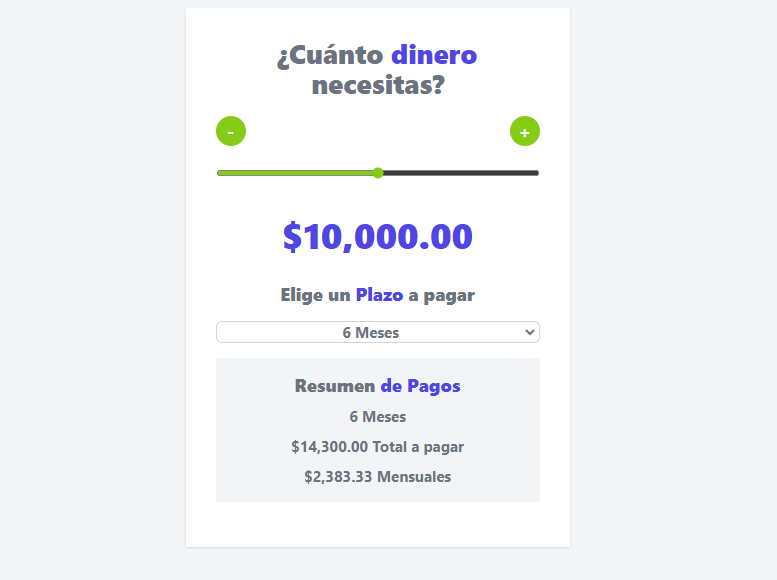 ¿Cuánto dinero
necesitas?
- +
$10,000.00
Elige un Plazo a pagar
6 Meses
Resumen de Pagos
6 Meses
$14,300.00 Total a pagar
$2,383.33 Mensuales